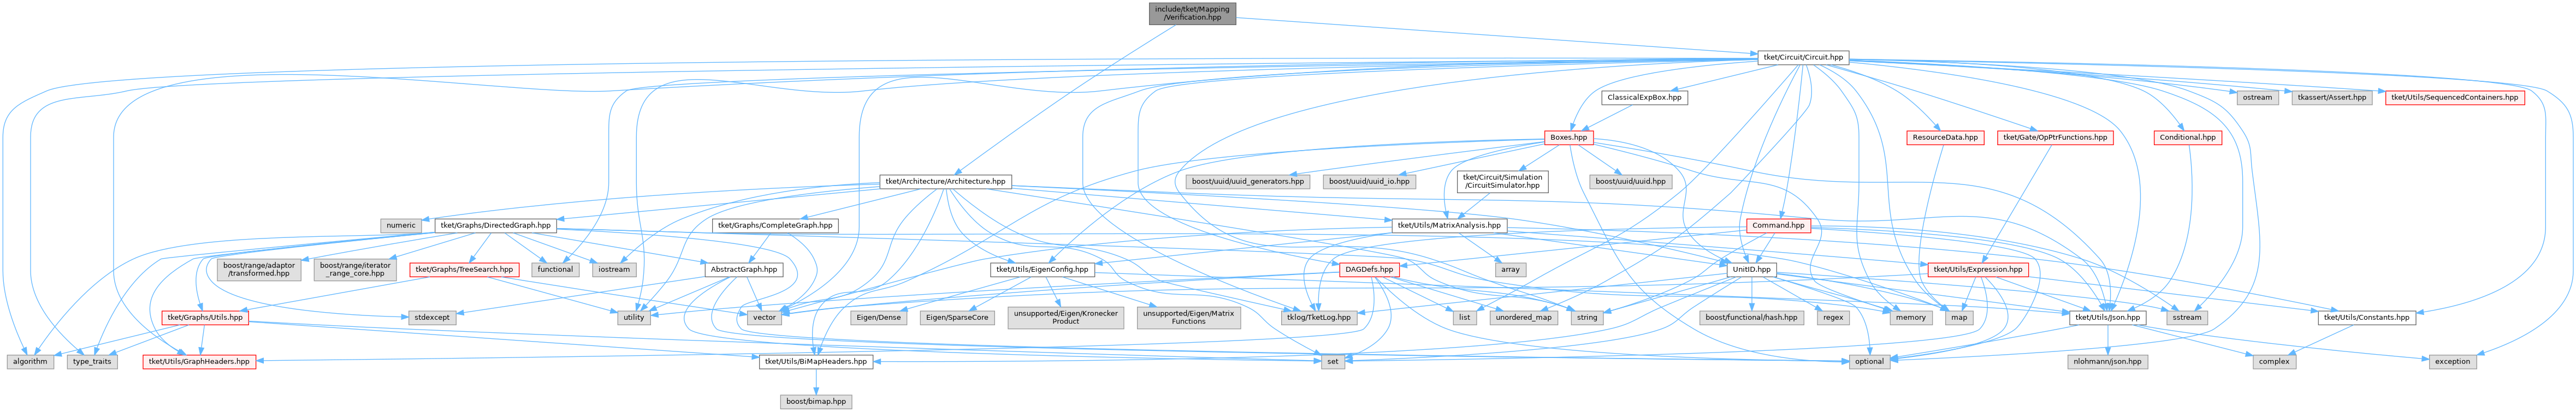 include/tket/Mapping
/Verification.hpp
tket/Circuit/Circuit.hpp
ClassicalExpBox.hpp
ostream
tkassert/Assert.hpp
tket/Utils/SequencedContainers.hpp
Boxes.hpp
ResourceData.hpp
tket/Gate/OpPtrFunctions.hpp
Conditional.hpp
tket/Architecture/Architecture.hpp
boost/uuid/uuid_generators.hpp
boost/uuid/uuid_io.hpp
tket/Circuit/Simulation
/CircuitSimulator.hpp
boost/uuid/uuid.hpp
numeric
tket/Graphs/DirectedGraph.hpp
tket/Graphs/CompleteGraph.hpp
tket/Utils/MatrixAnalysis.hpp
Command.hpp
boost/range/adaptor
/transformed.hpp
boost/range/iterator
_range_core.hpp
tket/Graphs/TreeSearch.hpp
functional
iostream
AbstractGraph.hpp
tket/Utils/EigenConfig.hpp
DAGDefs.hpp
array
UnitID.hpp
tket/Utils/Expression.hpp
tket/Graphs/Utils.hpp
stdexcept
utility
vector
Eigen/Dense
Eigen/SparseCore
unsupported/Eigen/Kronecker
Product
unsupported/Eigen/Matrix
Functions
tklog/TketLog.hpp
list
unordered_map
string
boost/functional/hash.hpp
regex
memory
map
tket/Utils/Json.hpp
sstream
tket/Utils/Constants.hpp
algorithm
type_traits
tket/Utils/GraphHeaders.hpp
tket/Utils/BiMapHeaders.hpp
set
optional
nlohmann/json.hpp
complex
exception
boost/bimap.hpp